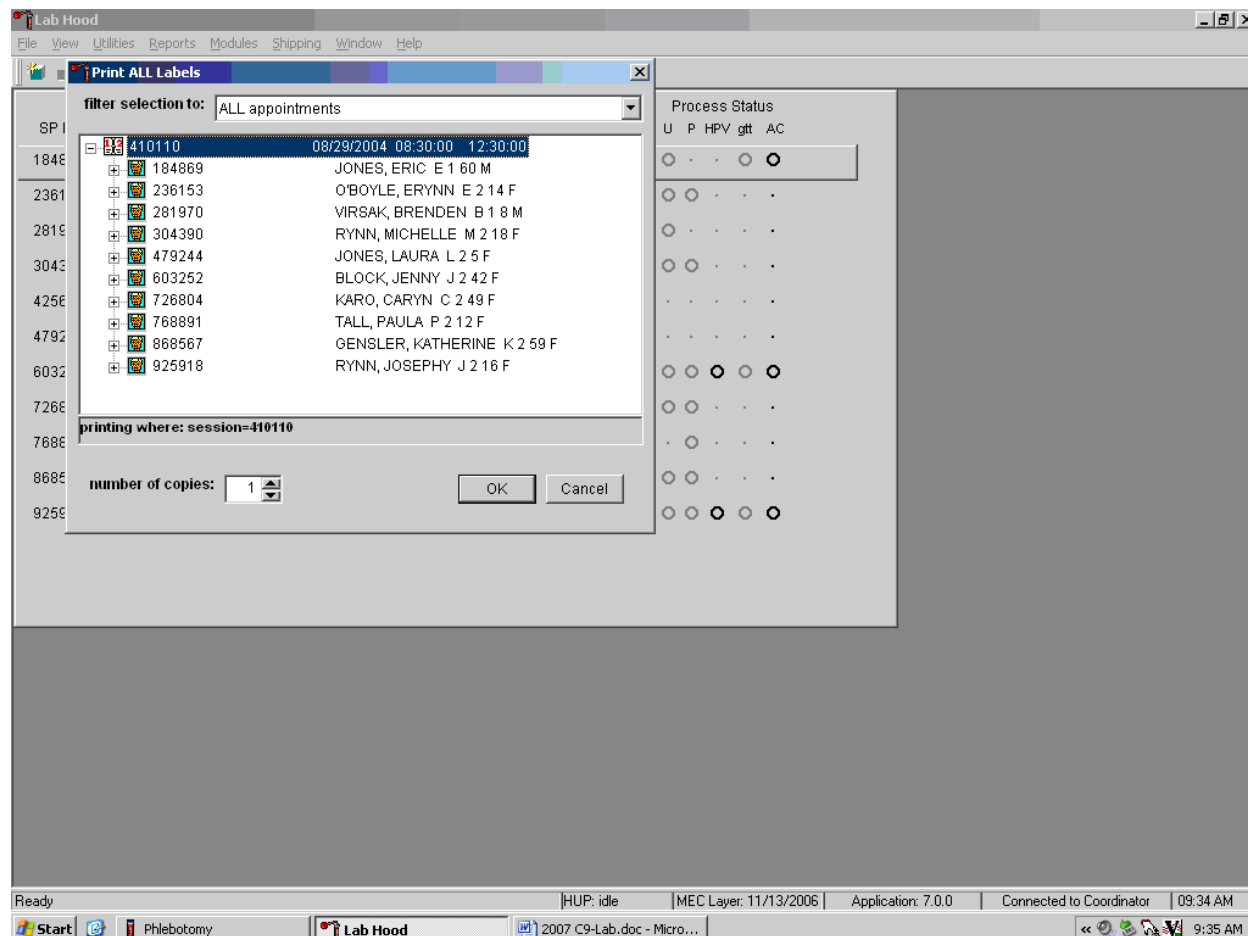 Lab Hood
File View Utilities Reports Modules Shipping Window Help
Print ALL Labels
filter selection to: ALL appointments
Process Status
SP I
U P HPV gtt AC
410110 08/29/2004 08:30:00 12:30:00
184869 JONES, ERIC E 1 60 M
236153 O'BOYLE, ERYNN E 2 14 F
281970 VIRSAK, BRENDEN B 1 8 M
304390 RYNN, MICHELLE M 2 18 F
479244 JONES, LAURA L 2 5 F
603252 BLOCK, JENNY J 2 42 F
726804 KARO, CARYN C 2 49 F
768891 TALL, PAULA P 2 12 F
868567 GENSLER, KATHERINE K 2 59 F
925918 RYNN, JOSEPHY J 2 16 F
1848
2361
2819
3043
4256
4792
6032
7268
7688
8685
9259
printing where: session=410110
number of copies: 1
OK Cancel
Ready HUP: idle MEC Layer: 11/13/2006 Application: 7.0.0 Connected to Coordinator 09:34 AM
Start Phlebotomy Lab Hood 2007 C9-Lab.doc - Micro... « 9:35 AM